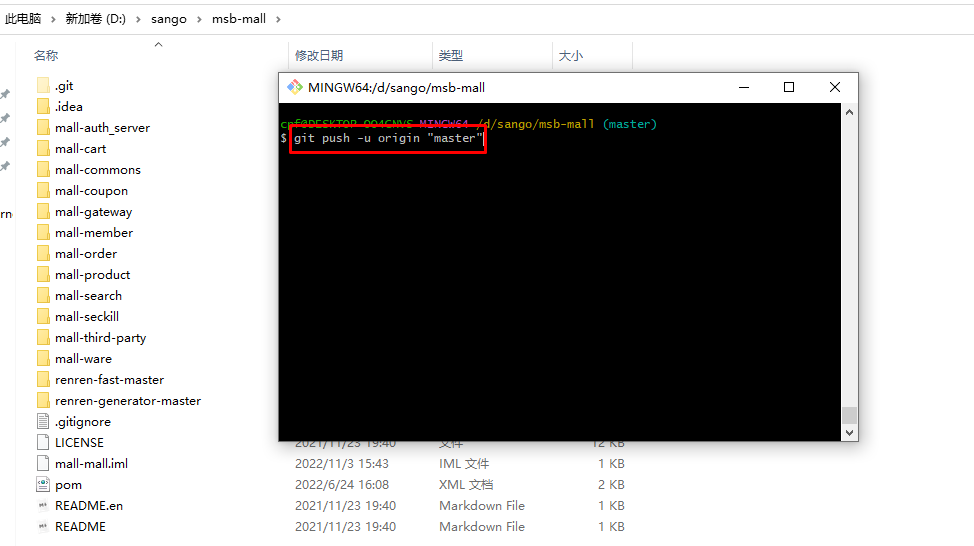 此电脑 › 新加卷 (D:) › sango › msb-mall ›
名称 修改日期 类型 大小
MINGW64:/d/sango/msb-mall
MINGW64 /d/sango/msb-mall (master)
$ git push -u origin "master"
.git
.idea
mall-auth_server
mall-cart
mall-commons
mall-coupon
mall-gateway
mall-member
mall-order
mall-product
mall-search
mall-seckill
mall-third-party
mall-ware
renren-fast-master
renren-generator-master
.gitignore
LICENSE 2021/11/23 19:40 文件 12 KB
mall-mall.iml 2022/11/3 15:43 IML 文件 1 KB
pom 2022/6/24 16:08 XML 文档 2 KB
README.en 2021/11/23 19:40 Markdown File 1 KB
README 2021/11/23 19:40 Markdown File 1 KB